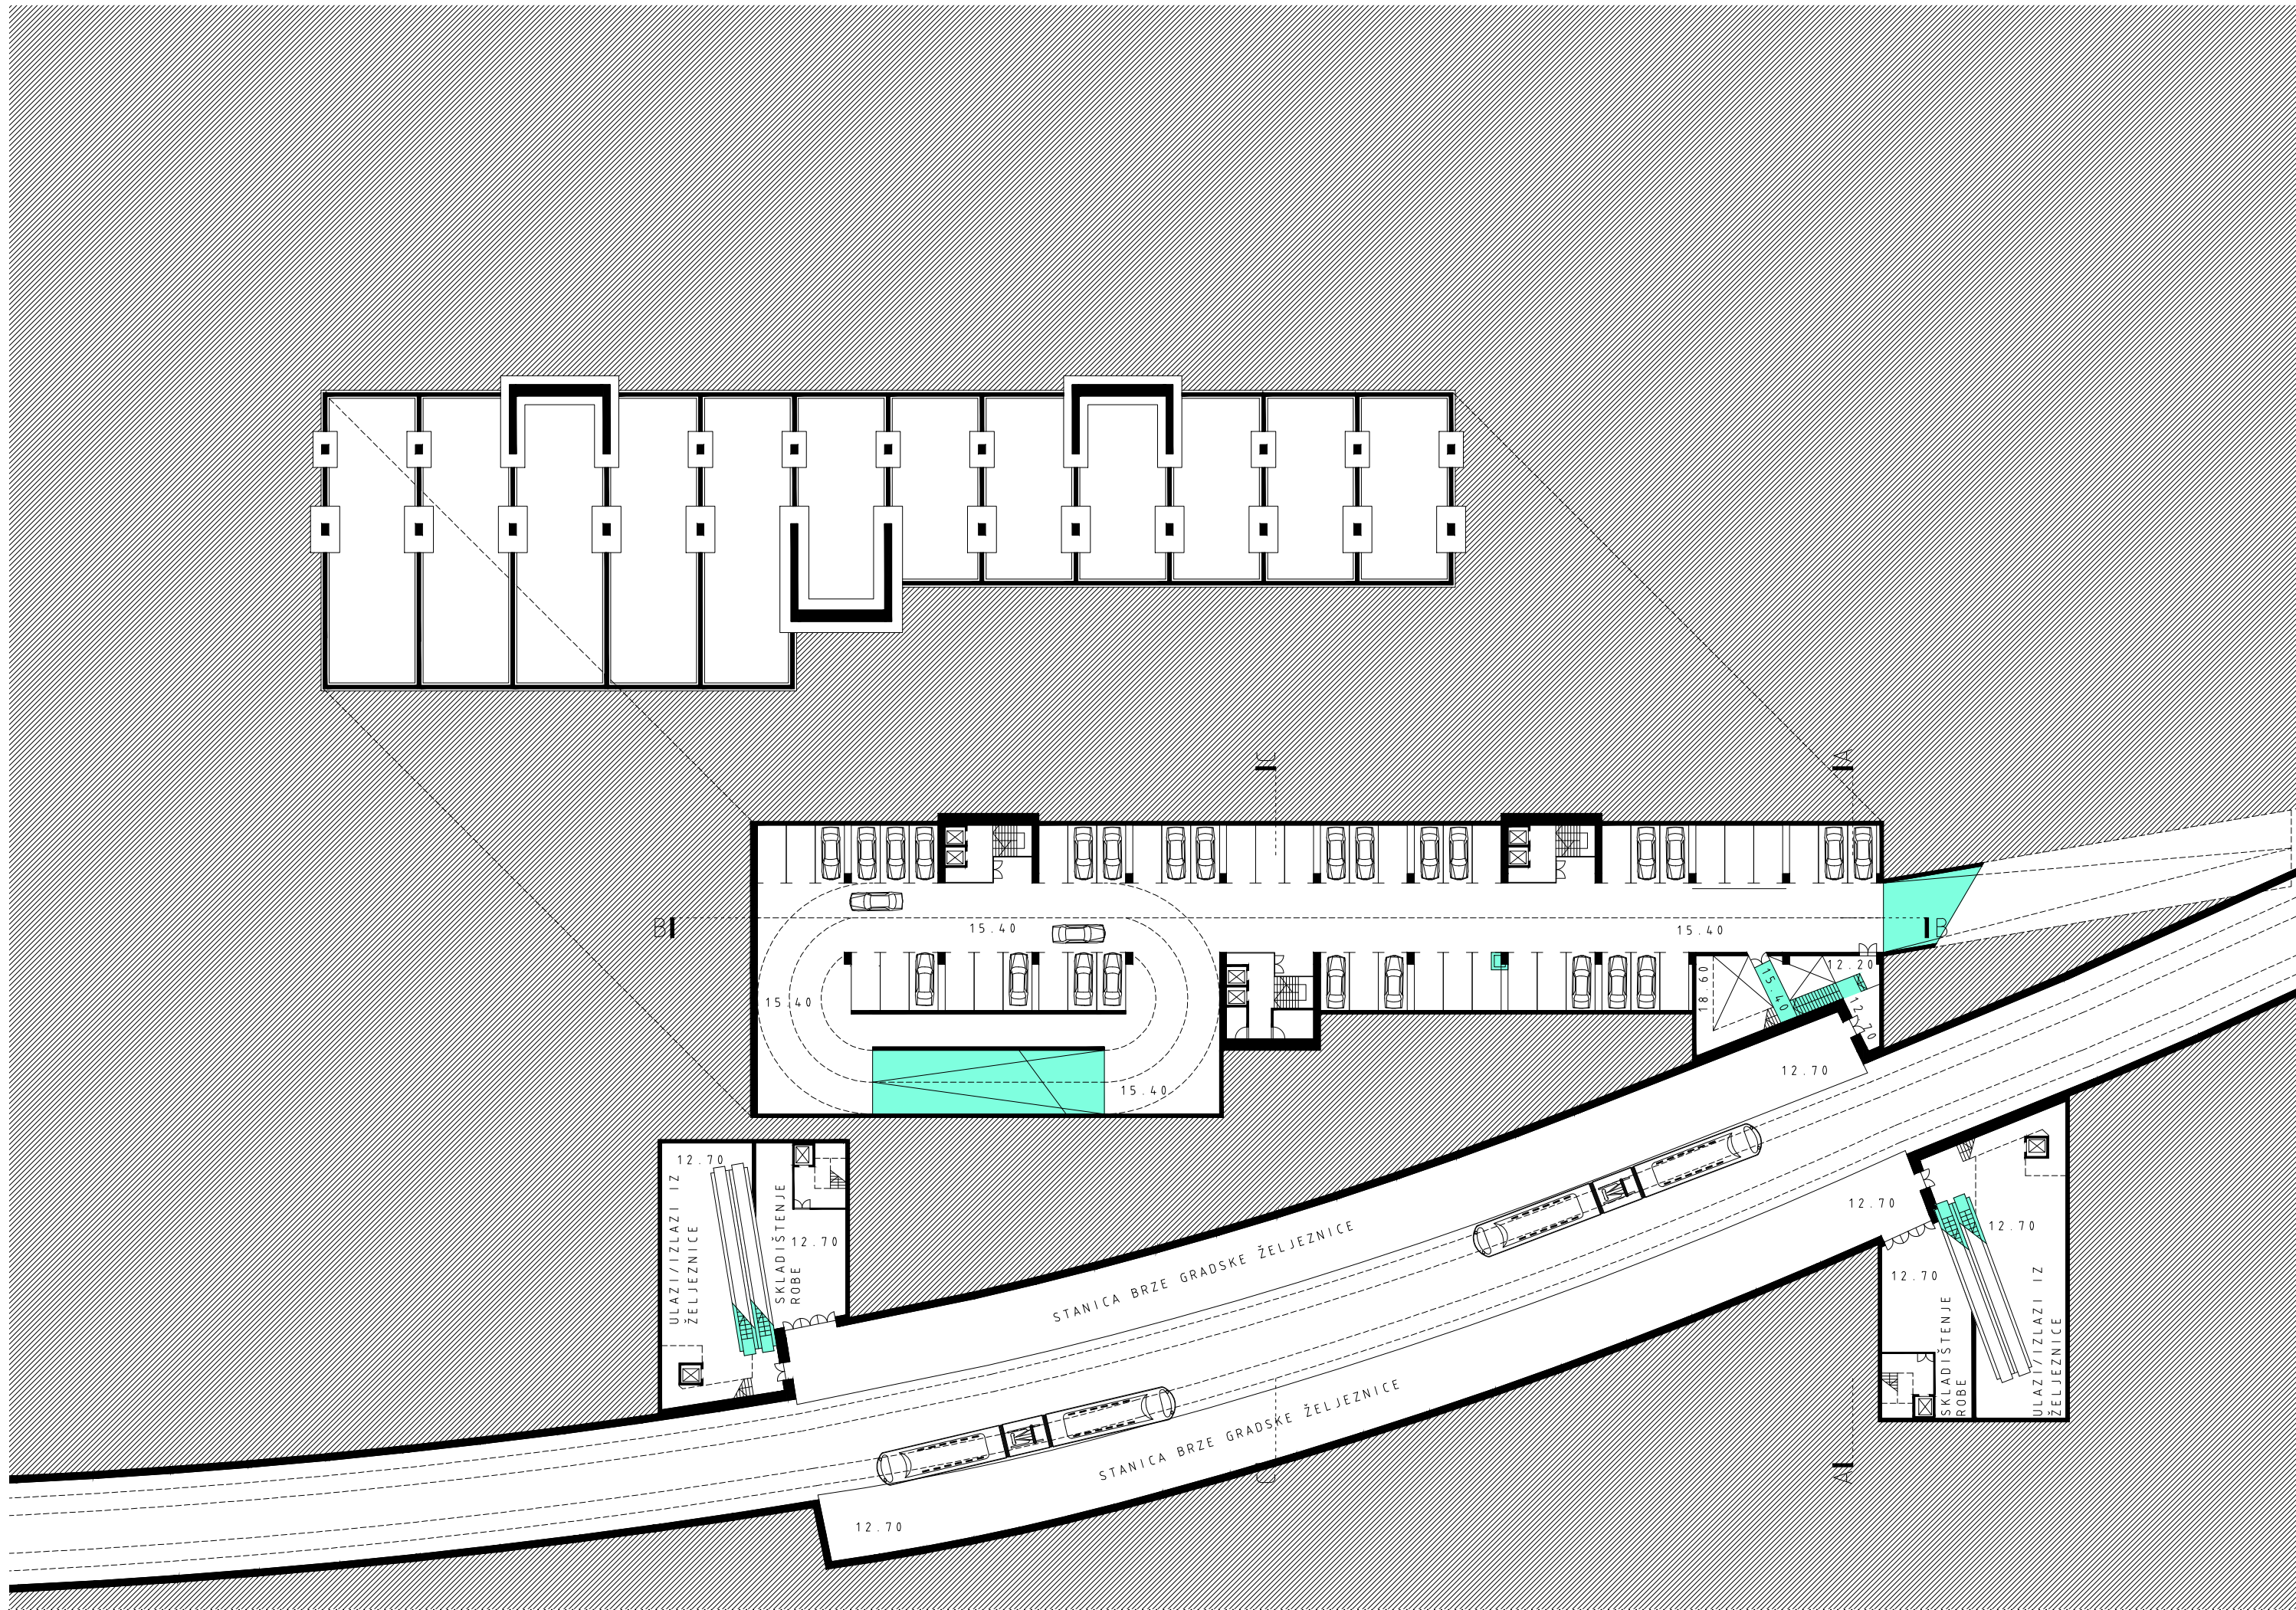 C
A
B
B
15.40
15.40
15.40
15.40
18.60
15.40
12.20
12.70
12.70
12.70
ULAZI/IZLAZI IZ
ŽELJEZNICE
SKLADIŠTENJE
ROBE
12.70
STANICA BRZE GRADSKE ŽELJEZNICE
STANICA BRZE GRADSKE ŽELJEZNICE
12.70
12.70
12.70
12.70
SKLADIŠTENJE
ROBE
ULAZI/IZLAZI IZ
ŽELJEZNICE
C
A